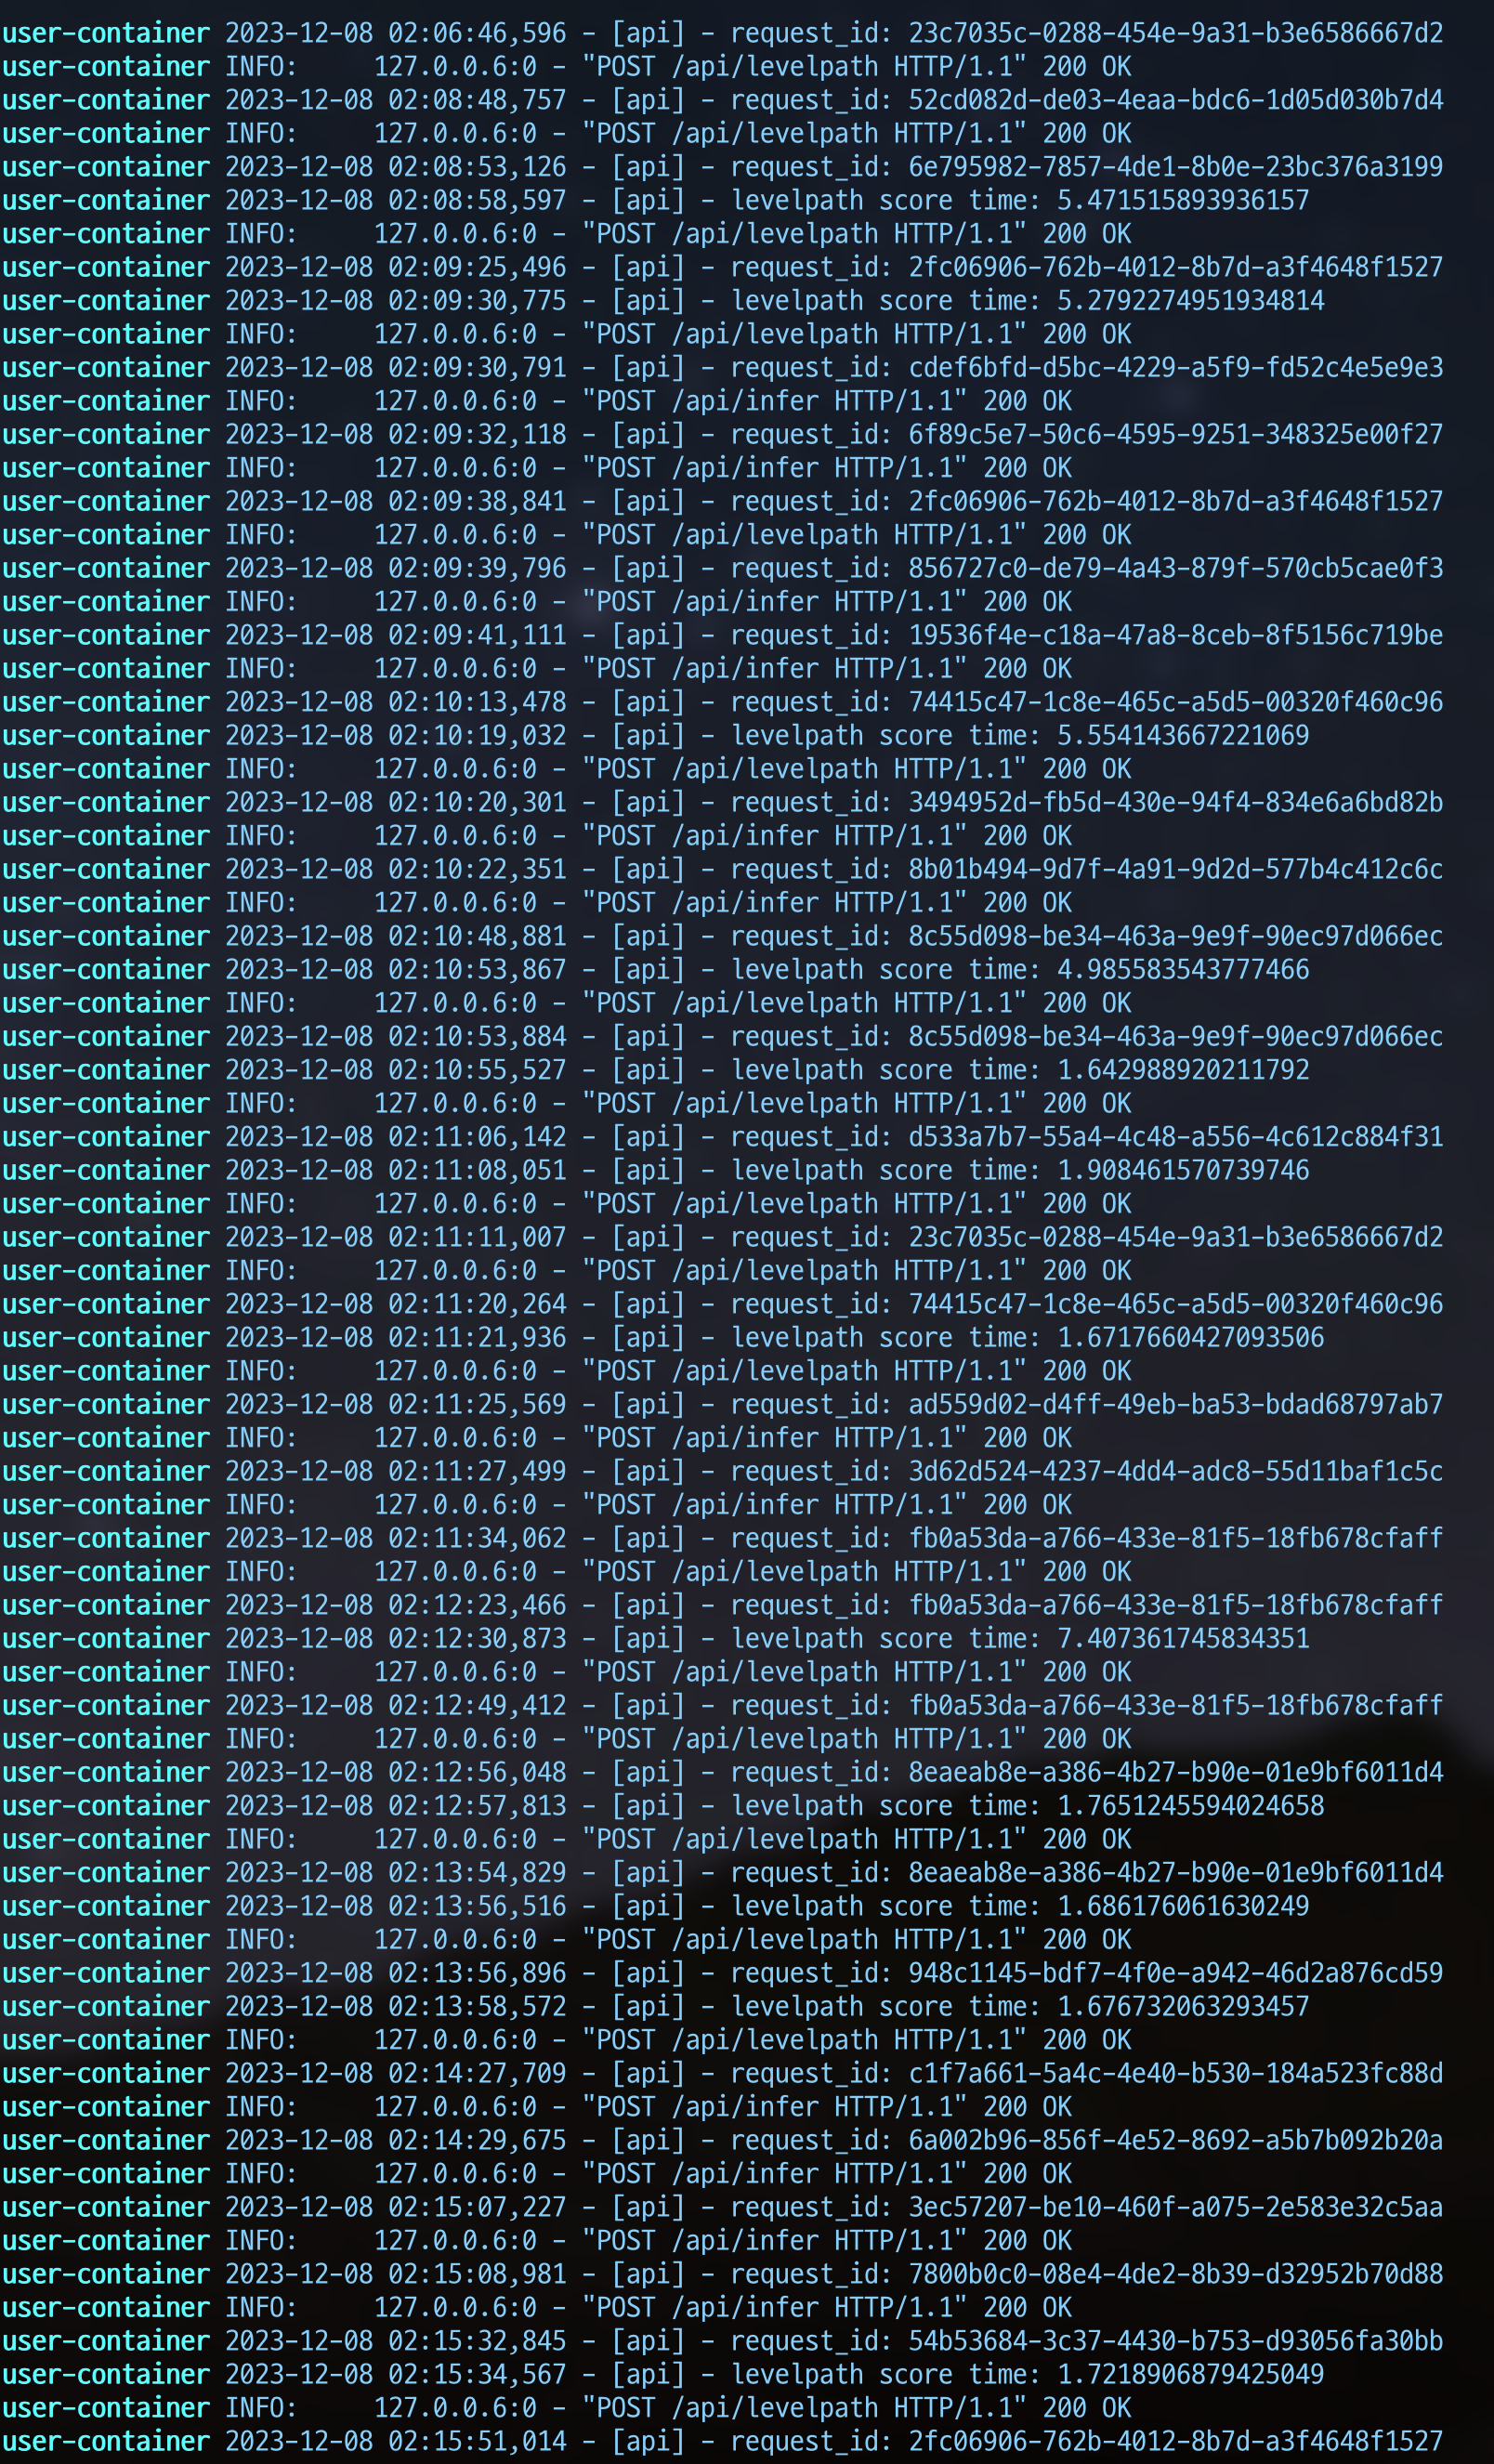 user-container 2023-12-08 02:06:46,596 - [api] - request_id: 23c7035c-0288-454e-9a31-b3e6586667d2
user-container INFO:     127.0.0.6:0 - "POST /api/levelpath HTTP/1.1" 200 OK
user-container 2023-12-08 02:08:48,757 - [api] - request_id: 52cd082d-de03-4eaa-bdc6-1d05d030b7d4
user-container INFO:     127.0.0.6:0 - "POST /api/levelpath HTTP/1.1" 200 OK
user-container 2023-12-08 02:08:53,126 - [api] - request_id: 6e795982-7857-4de1-8b0e-23bc376a3199
user-container 2023-12-08 02:08:58,597 - [api] - levelpath score time: 5.471515893936157
user-container INFO:     127.0.0.6:0 - "POST /api/levelpath HTTP/1.1" 200 OK
user-container 2023-12-08 02:09:25,496 - [api] - request_id: 2fc06906-762b-4012-8b7d-a3f4648f1527
user-container 2023-12-08 02:09:30,775 - [api] - levelpath score time: 5.2792274951934814
user-container INFO:     127.0.0.6:0 - "POST /api/levelpath HTTP/1.1" 200 OK
user-container 2023-12-08 02:09:30,791 - [api] - request_id: cdef6bfd-d5bc-4229-a5f9-fd52c4e5e9e3
user-container INFO:     127.0.0.6:0 - "POST /api/infer HTTP/1.1" 200 OK
user-container 2023-12-08 02:09:32,118 - [api] - request_id: 6f89c5e7-50c6-4595-9251-348325e00f27
user-container INFO:     127.0.0.6:0 - "POST /api/infer HTTP/1.1" 200 OK
user-container 2023-12-08 02:09:38,841 - [api] - request_id: 2fc06906-762b-4012-8b7d-a3f4648f1527
user-container INFO:     127.0.0.6:0 - "POST /api/levelpath HTTP/1.1" 200 OK
user-container 2023-12-08 02:09:39,796 - [api] - request_id: 856727c0-de79-4a43-879f-570cb5cae0f3
user-container INFO:     127.0.0.6:0 - "POST /api/infer HTTP/1.1" 200 OK
user-container 2023-12-08 02:09:41,111 - [api] - request_id: 19536f4e-c18a-47a8-8ceb-8f5156c719be
user-container INFO:     127.0.0.6:0 - "POST /api/infer HTTP/1.1" 200 OK
user-container 2023-12-08 02:10:13,478 - [api] - request_id: 74415c47-1c8e-465c-a5d5-00320f460c96
user-container 2023-12-08 02:10:19,032 - [api] - levelpath score time: 5.554143667221069
user-container INFO:     127.0.0.6:0 - "POST /api/levelpath HTTP/1.1" 200 OK
user-container 2023-12-08 02:10:20,301 - [api] - request_id: 3494952d-fb5d-430e-94f4-834e6a6bd82b
user-container INFO:     127.0.0.6:0 - "POST /api/infer HTTP/1.1" 200 OK
user-container 2023-12-08 02:10:22,351 - [api] - request_id: 8b01b494-9d7f-4a91-9d2d-577b4c412c6c
user-container INFO:     127.0.0.6:0 - "POST /api/infer HTTP/1.1" 200 OK
user-container 2023-12-08 02:10:48,881 - [api] - request_id: 8c55d098-be34-463a-9e9f-90ec97d066ec
user-container 2023-12-08 02:10:53,867 - [api] - levelpath score time: 4.985583543777466
user-container INFO:     127.0.0.6:0 - "POST /api/levelpath HTTP/1.1" 200 OK
user-container 2023-12-08 02:10:53,884 - [api] - request_id: 8c55d098-be34-463a-9e9f-90ec97d066ec
user-container 2023-12-08 02:10:55,527 - [api] - levelpath score time: 1.642988920211792
user-container INFO:     127.0.0.6:0 - "POST /api/levelpath HTTP/1.1" 200 OK
user-container 2023-12-08 02:11:06,142 - [api] - request_id: d533a7b7-55a4-4c48-a556-4c612c884f31
user-container 2023-12-08 02:11:08,051 - [api] - levelpath score time: 1.908461570739746
user-container INFO:     127.0.0.6:0 - "POST /api/levelpath HTTP/1.1" 200 OK
user-container 2023-12-08 02:11:11,007 - [api] - request_id: 23c7035c-0288-454e-9a31-b3e6586667d2
user-container INFO:     127.0.0.6:0 - "POST /api/levelpath HTTP/1.1" 200 OK
user-container 2023-12-08 02:11:20,264 - [api] - request_id: 74415c47-1c8e-465c-a5d5-00320f460c96
user-container 2023-12-08 02:11:21,936 - [api] - levelpath score time: 1.6717660427093506
user-container INFO:     127.0.0.6:0 - "POST /api/levelpath HTTP/1.1" 200 OK
user-container 2023-12-08 02:11:25,569 - [api] - request_id: ad559d02-d4ff-49eb-ba53-bdad68797ab7
user-container INFO:     127.0.0.6:0 - "POST /api/infer HTTP/1.1" 200 OK
user-container 2023-12-08 02:11:27,499 - [api] - request_id: 3d62d524-4237-4dd4-adc8-55d11baf1c5c
user-container INFO:     127.0.0.6:0 - "POST /api/infer HTTP/1.1" 200 OK
user-container 2023-12-08 02:11:34,062 - [api] - request_id: fb0a53da-a766-433e-81f5-18fb678cfaff
user-container INFO:     127.0.0.6:0 - "POST /api/levelpath HTTP/1.1" 200 OK
user-container 2023-12-08 02:12:23,466 - [api] - request_id: fb0a53da-a766-433e-81f5-18fb678cfaff
user-container 2023-12-08 02:12:30,873 - [api] - levelpath score time: 7.407361745834351
user-container INFO:     127.0.0.6:0 - "POST /api/levelpath HTTP/1.1" 200 OK
user-container 2023-12-08 02:12:49,412 - [api] - request_id: fb0a53da-a766-433e-81f5-18fb678cfaff
user-container INFO:     127.0.0.6:0 - "POST /api/levelpath HTTP/1.1" 200 OK
user-container 2023-12-08 02:12:56,048 - [api] - request_id: 8eaeab8e-a386-4b27-b90e-01e9bf6011d4
user-container 2023-12-08 02:12:57,813 - [api] - levelpath score time: 1.7651245594024658
user-container INFO:     127.0.0.6:0 - "POST /api/levelpath HTTP/1.1" 200 OK
user-container 2023-12-08 02:13:54,829 - [api] - request_id: 8eaeab8e-a386-4b27-b90e-01e9bf6011d4
user-container 2023-12-08 02:13:56,516 - [api] - levelpath score time: 1.686176061630249
user-container INFO:     127.0.0.6:0 - "POST /api/levelpath HTTP/1.1" 200 OK
user-container 2023-12-08 02:13:56,896 - [api] - request_id: 948c1145-bdf7-4f0e-a942-46d2a876cd59
user-container 2023-12-08 02:13:58,572 - [api] - levelpath score time: 1.676732063293457
user-container INFO:     127.0.0.6:0 - "POST /api/levelpath HTTP/1.1" 200 OK
user-container 2023-12-08 02:14:27,709 - [api] - request_id: c1f7a661-5a4c-4e40-b530-184a523fc88d
user-container INFO:     127.0.0.6:0 - "POST /api/infer HTTP/1.1" 200 OK
user-container 2023-12-08 02:14:29,675 - [api] - request_id: 6a002b96-856f-4e52-8692-a5b7b092b20a
user-container INFO:     127.0.0.6:0 - "POST /api/infer HTTP/1.1" 200 OK
user-container 2023-12-08 02:15:07,227 - [api] - request_id: 3ec57207-be10-460f-a075-2e583e32c5aa
user-container INFO:     127.0.0.6:0 - "POST /api/infer HTTP/1.1" 200 OK
user-container 2023-12-08 02:15:08,981 - [api] - request_id: 7800b0c0-08e4-4de2-8b39-d32952b70d88
user-container INFO:     127.0.0.6:0 - "POST /api/infer HTTP/1.1" 200 OK
user-container 2023-12-08 02:15:32,845 - [api] - request_id: 54b53684-3c37-4430-b753-d93056fa30bb
user-container 2023-12-08 02:15:34,567 - [api] - levelpath score time: 1.7218906879425049
user-container INFO:     127.0.0.6:0 - "POST /api/levelpath HTTP/1.1" 200 OK
user-container 2023-12-08 02:15:51,014 - [api] - request_id: 2fc06906-762b-4012-8b7d-a3f4648f1527